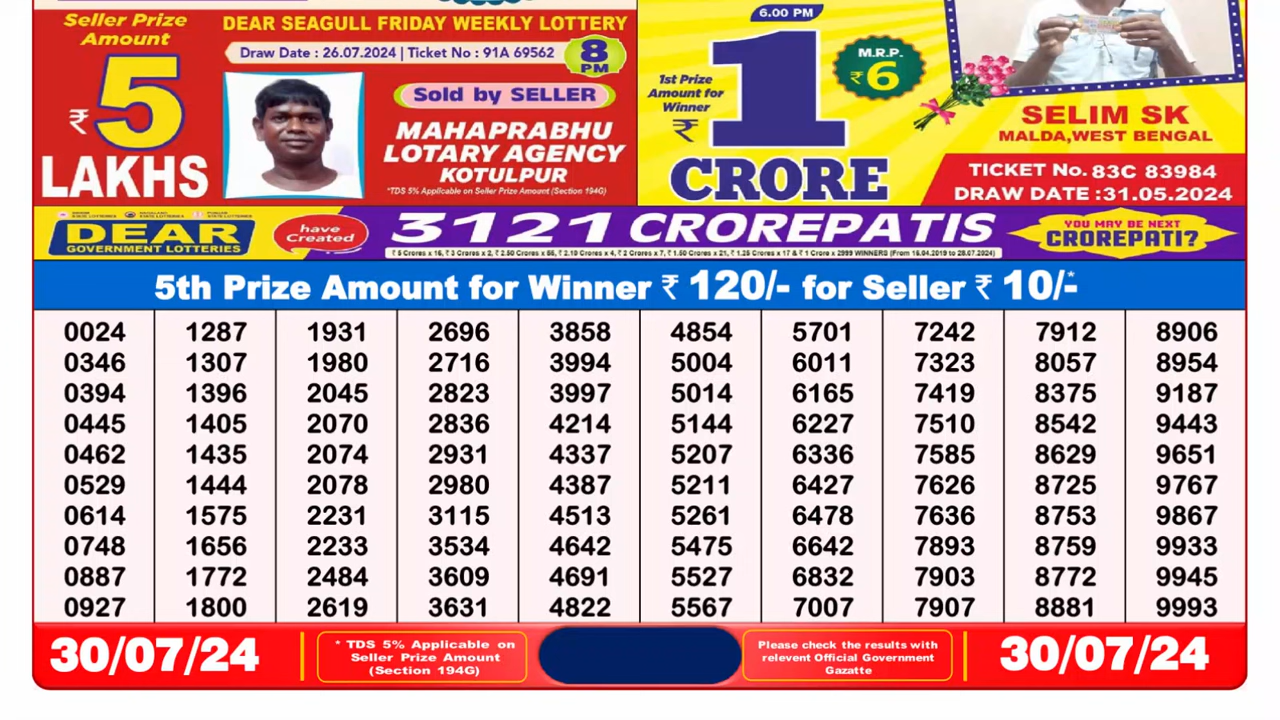 Seller Prize
Amount
₹5
LAKHS
DEAR SEAGULL FRIDAY WEEKLY LOTTERY
Draw Date : 26.07.2024 | Ticket No : 91A 69562
8
PM
Sold by SELLER
MAHAPRABHU
LOTARY AGENCY
KOTULPUR
*TDS 5% Applicable on Seller Prize Amount (Section 194G)
6.00 PM
1st Prize
Amount for
Winner
₹
1
CRORE
M.R.P.
₹6
SELIM SK
MALDA,WEST BENGAL
TICKET No. 83C 83984
DRAW DATE :31.05.2024
DEAR
GOVERNMENT LOTTERIES
have
Created
3121 CROREPATIS
YOU MAY BE NEXT
CROREPATI?
5th Prize Amount for Winner ₹ 120/- for Seller ₹ 10/-*
0024 1287 1931 2696 3858 4854 5701 7242 7912 8906
0346 1307 1980 2716 3994 5004 6011 7323 8057 8954
0394 1396 2045 2823 3997 5014 6165 7419 8375 9187
0445 1405 2070 2836 4214 5144 6227 7510 8542 9443
0462 1435 2074 2931 4337 5207 6336 7585 8629 9651
0529 1444 2078 2980 4387 5211 6427 7626 8725 9767
0614 1575 2231 3115 4513 5261 6478 7636 8753 9867
0748 1656 2233 3534 4642 5475 6642 7893 8759 9933
0887 1772 2484 3609 4691 5527 6832 7903 8772 9945
0927 1800 2619 3631 4822 5567 7007 7907 8881 9993
30/07/24
* TDS 5% Applicable on
Seller Prize Amount
(Section 194G)
Please check the results with
relevent Official Government
Gazatte
30/07/24